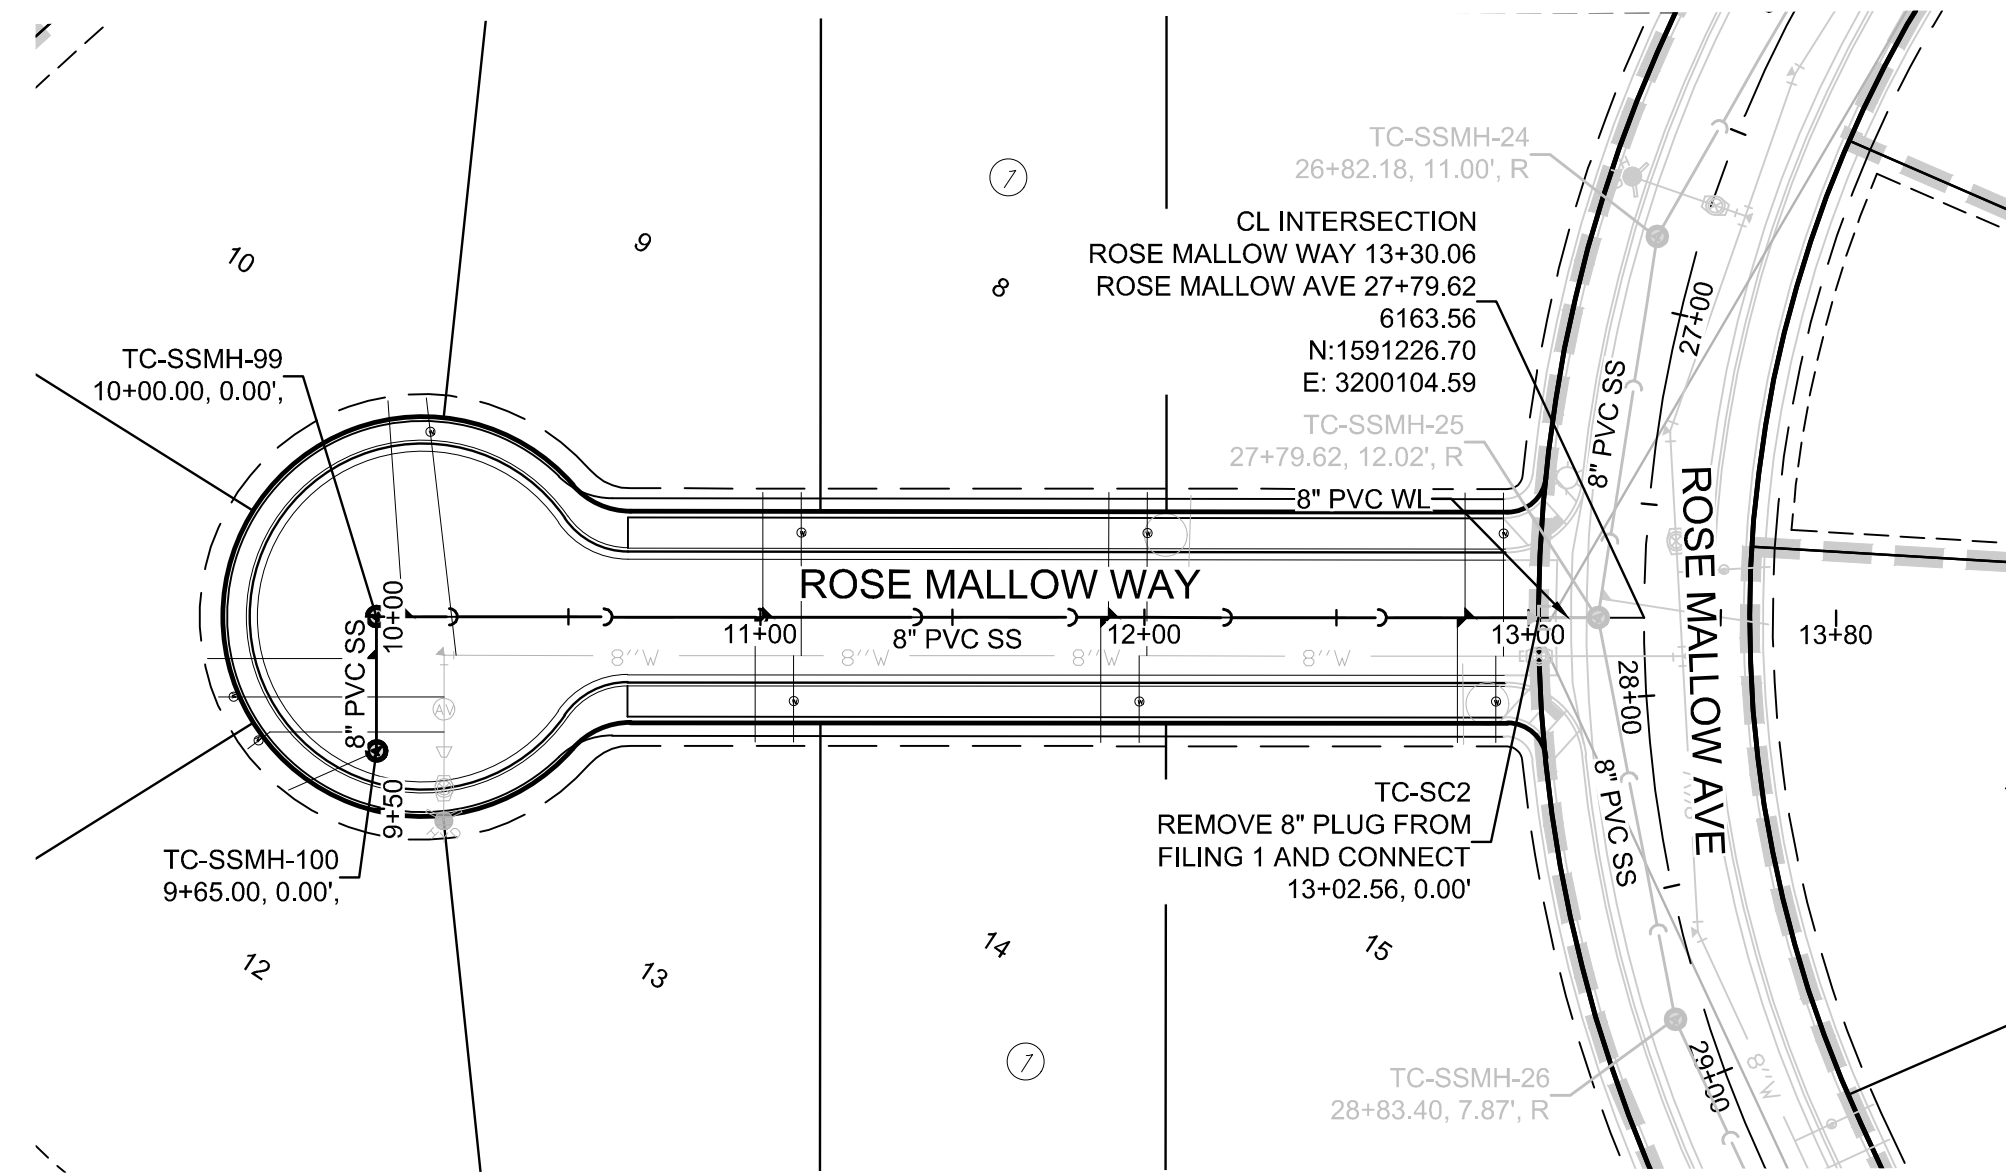 TC-SSMH-24
26+82.18, 11.00', R
CL INTERSECTION
ROSE MALLOW WAY 13+30.06
ROSE MALLOW AVE 27+79.62
6163.56
N:1591226.70
E: 3200104.59
TC-SSMH-25
27+79.62, 12.02', R
8" PVC WL
TC-SSMH-99
10+00.00, 0.00',
10
9
8
1
27+00
8" PVC SS
ROSE MALLOW AVE
ROSE MALLOW WAY
10+00
11+00
8" PVC SS
12+00
13+00
13+80
8" PVC SS
8''W
8''W
8''W
8''W
AV
9+50
28+00
8" PVC SS
TC-SC2
REMOVE 8" PLUG FROM
FILING 1 AND CONNECT
13+02.56, 0.00'
TC-SSMH-100
9+65.00, 0.00',
12
13
14
15
1
TC-SSMH-26
28+83.40, 7.87', R
29+00
8''W